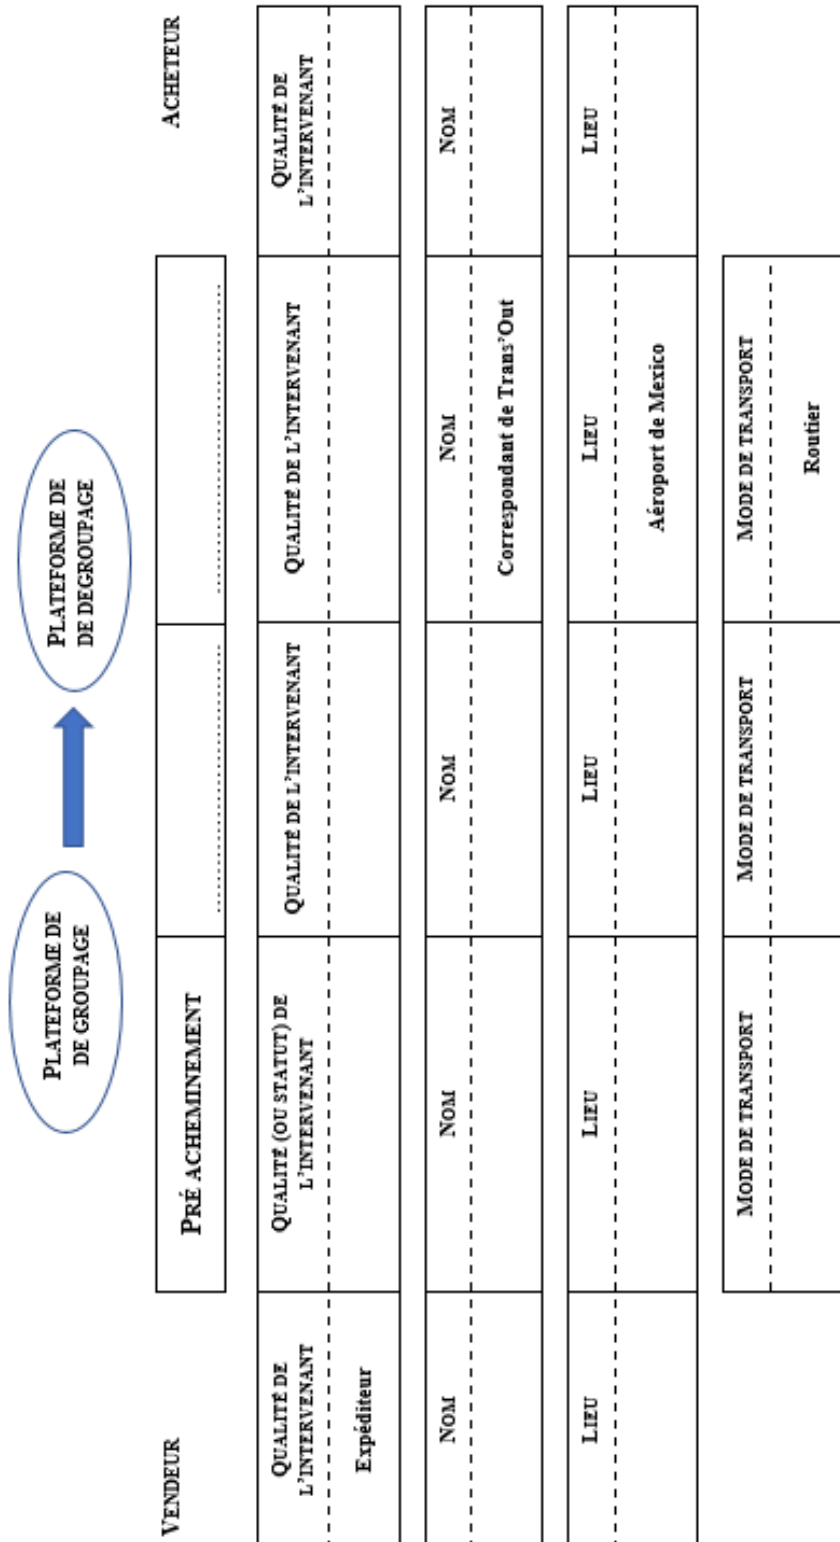 PLATEFORME DE
DE GROUPAGE
PLATEFORME DE
DE DEGROUPAGE
VENDEUR
ACHETEUR
PRÉ ACHEMINEMENT
QUALITÉ DE
L'INTERVENANT
Expéditeur
QUALITÉ (OU STATUT) DE
L'INTERVENANT
QUALITÉ DE L'INTERVENANT
QUALITÉ DE L'INTERVENANT
QUALITÉ DE
L'INTERVENANT
NOM
NOM
NOM
NOM
Correspondant de Trans'Out
NOM
LIEU
LIEU
LIEU
LIEU
Aéroport de Mexico
LIEU
MODE DE TRANSPORT
MODE DE TRANSPORT
MODE DE TRANSPORT
Routier